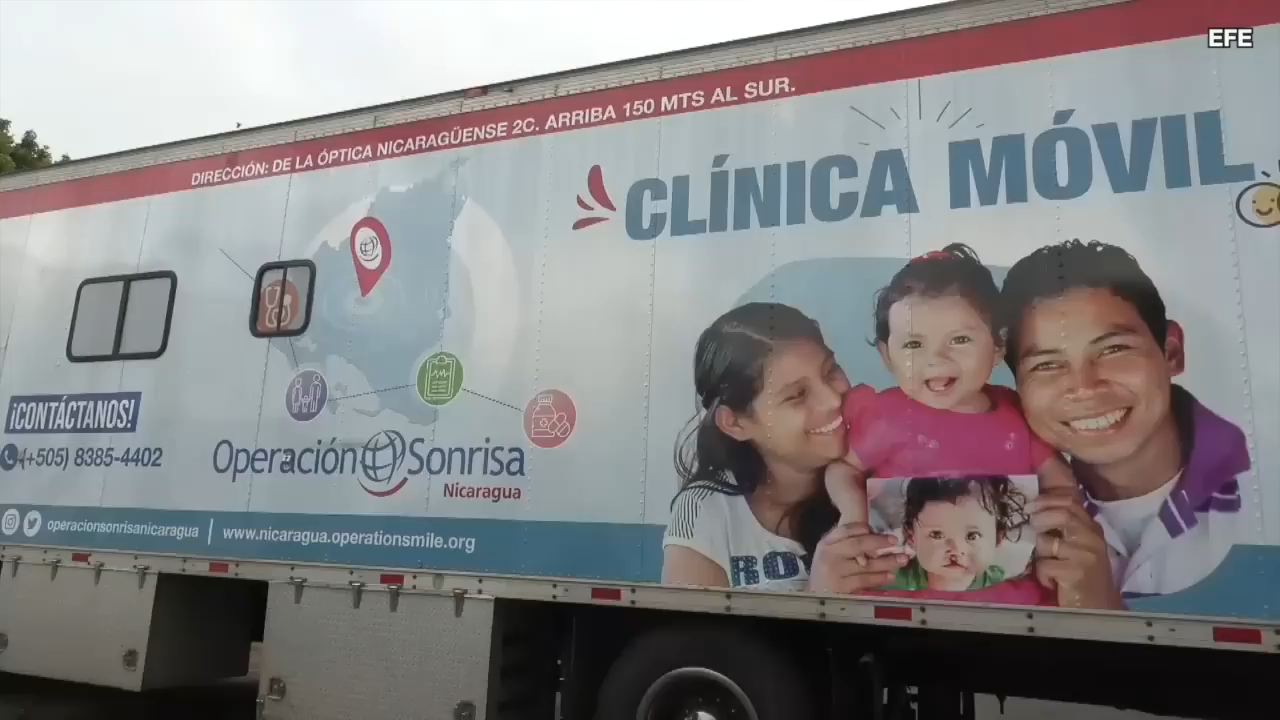 EFE
DIRECCIÓN: DE LA ÓPTICA NICARAGÜENSE 2C. ARRIBA 150 MTS AL SUR.
CLÍNICA MÓVIL
¡CONTÁCTANOS!
(+505) 8385-4402
Operación Sonrisa
Nicaragua
operacionsonrisanicaragua | www.nicaragua.operationsmile.org
RO